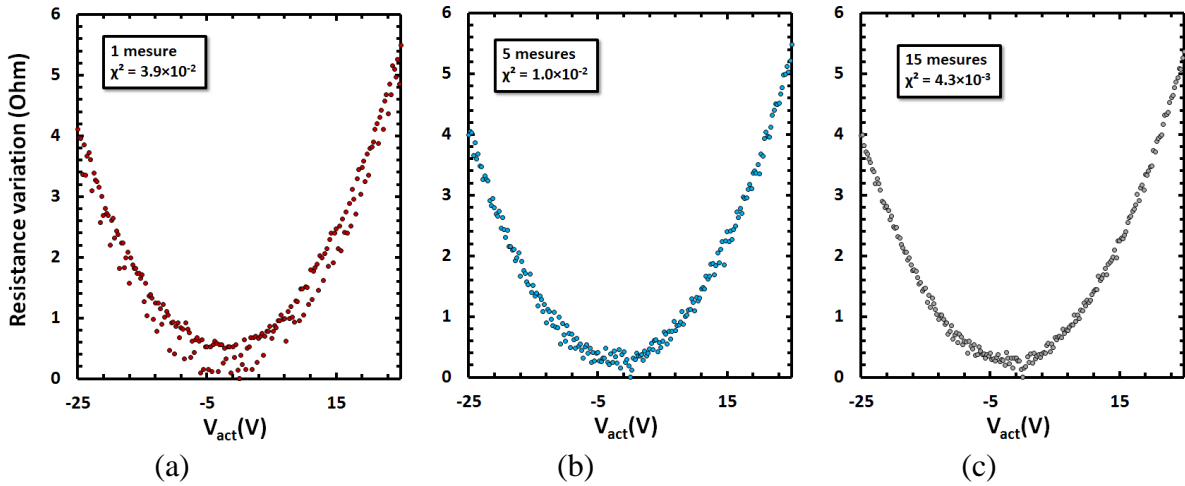 Resistance variation (Ohm)
6
5
4
3
2
1
0
1 mesure
χ² = 3.9×10⁻²
-25
-5
15
V_act(V)
(a)
6
5
4
3
2
1
0
5 mesures
χ² = 1.0×10⁻²
-25
-5
15
V_act(V)
(b)
6
5
4
3
2
1
0
15 mesures
χ² = 4.3×10⁻³
-25
-5
15
V_act(V)
(c)